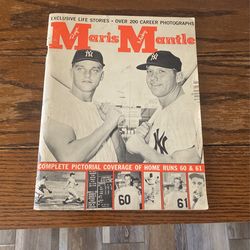 EXCLUSIVE LIFE STORIES • OVER 200 CAREER PHOTOGRAPHS
Maris Mantle
COMPLETE PICTORIAL COVERAGE OF HOME RUNS 60 & 61
60
61